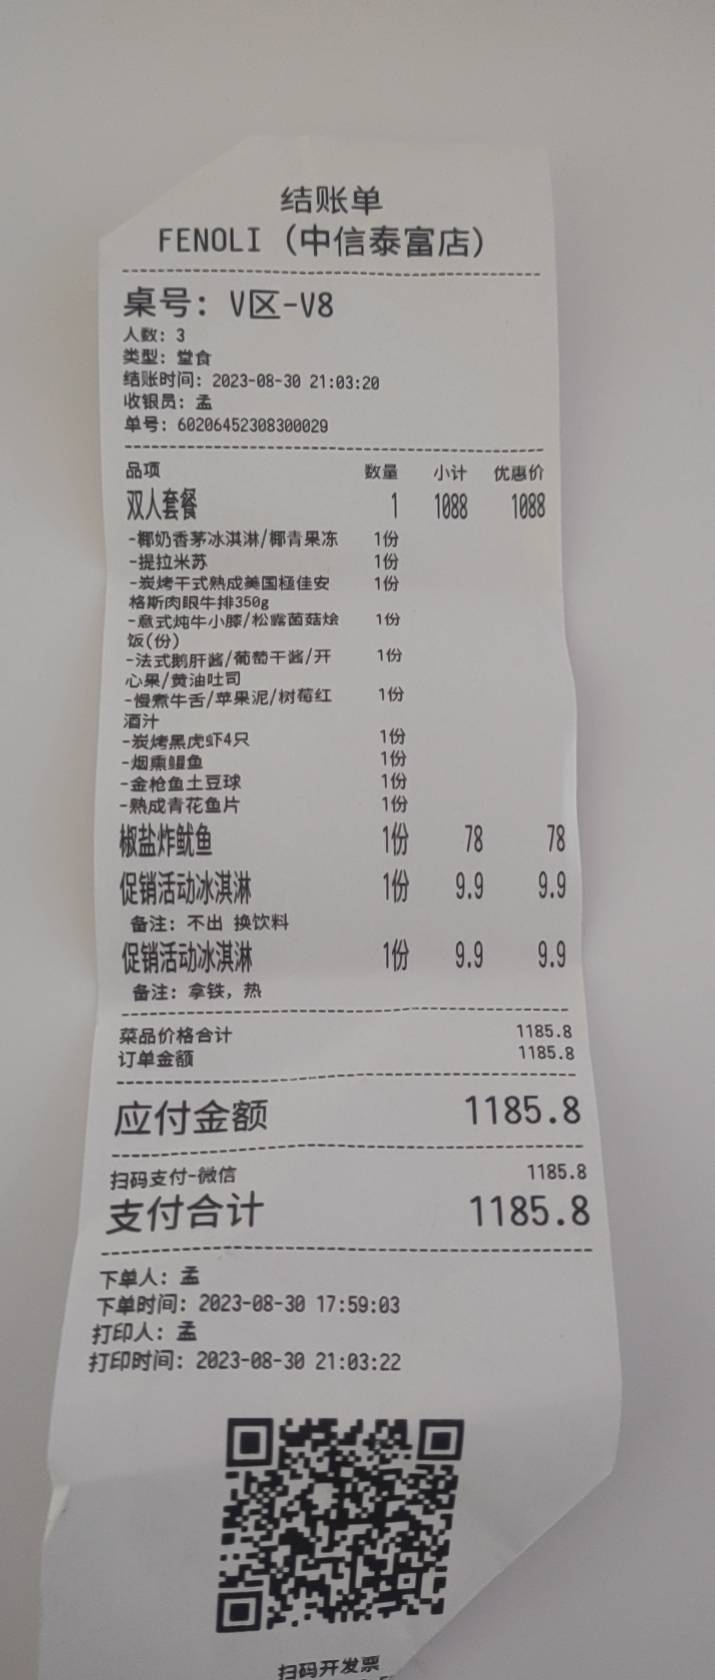 结账单
FENOLI（中信泰富店）
桌号：V区-V8
人数：3
类型：堂食
结账时间：2023-08-30 21:03:20
收银员：孟
单号：60206452308300029
品项 数量 小计 优惠价
双人套餐 1 1088 1088
-椰奶香茅冰淇淋/椰青果冻 1份
-提拉米苏 1份
-炭烤干式熟成美国極佳安 1份
格斯肉眼牛排350g
-意式炖牛小膝/松露菌菇烩 1份
饭(份)
-法式鹅肝酱/葡萄干酱/开 1份
心果/黄油吐司
-慢煮牛舌/苹果泥/树莓红 1份
酒汁
-炭烤黑虎虾4只 1份
-烟熏鳗鱼 1份
-金枪鱼土豆球 1份
-熟成青花鱼片 1份
椒盐炸鱿鱼 1份 78 78
促销活动冰淇淋 1份 9.9 9.9
备注：不出 换饮料
促销活动冰淇淋 1份 9.9 9.9
备注：拿铁，热
菜品价格合计 1185.8
订单金额 1185.8
应付金额 1185.8
扫码支付-微信 1185.8
支付合计 1185.8
下单人：孟
下单时间：2023-08-30 17:59:03
打印人：孟
打印时间：2023-08-30 21:03:22
扫码开发票